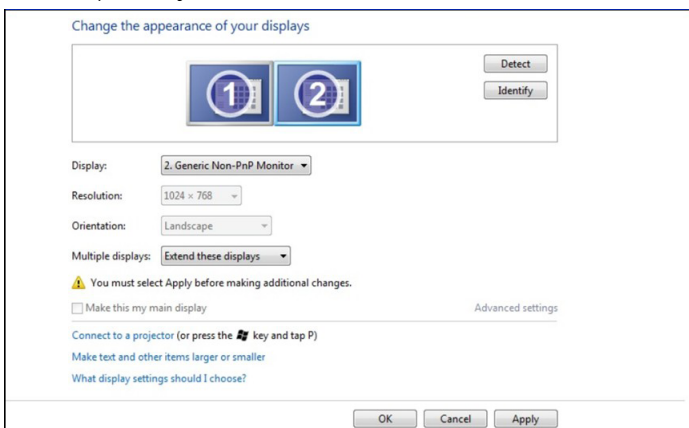 Change the appearance of your displays
1 2
Detect
Identify
Display: 2. Generic Non-PnP Monitor
Resolution: 1024 × 768
Orientation: Landscape
Multiple displays: Extend these displays
You must select Apply before making additional changes.
Make this my main display Advanced settings
Connect to a projector (or press the key and tap P)
Make text and other items larger or smaller
What display settings should I choose?
OK Cancel Apply